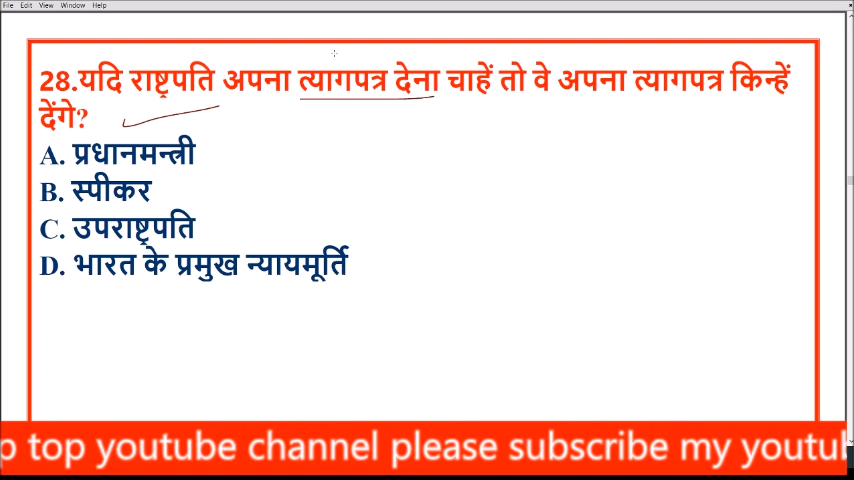 File Edit View Window Help
28.यदि राष्ट्रपति अपना त्यागपत्र देना चाहें तो वे अपना त्यागपत्र किन्हें
देंगे?
A. प्रधानमन्त्री
B. स्पीकर
C. उपराष्ट्रपति
D. भारत के प्रमुख न्यायमूर्ति
p top youtube channel please subscribe my youtu